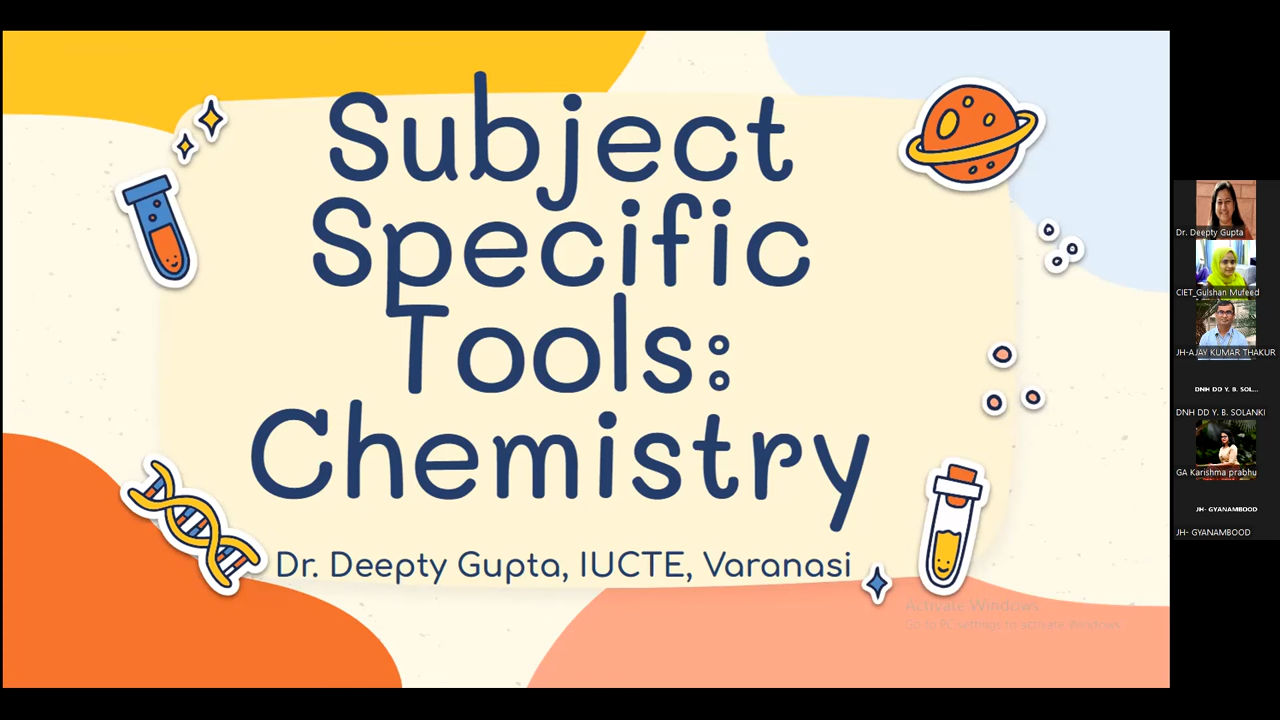 Subject
Specific
Tools:
Chemistry
Dr. Deepty Gupta, IUCTE, Varanasi
Activate Windows
Go to PC settings to activate Windows.
Dr. Deepty Gupta
CIET_Gulshan Mufeed
JH-AJAY KUMAR THAKUR
DNH DD Y. B. SOL...
DNH DD Y. B. SOLANKI
GA Karishma prabhu
JH- GYANAMBOOD
JH- GYANAMBOOD